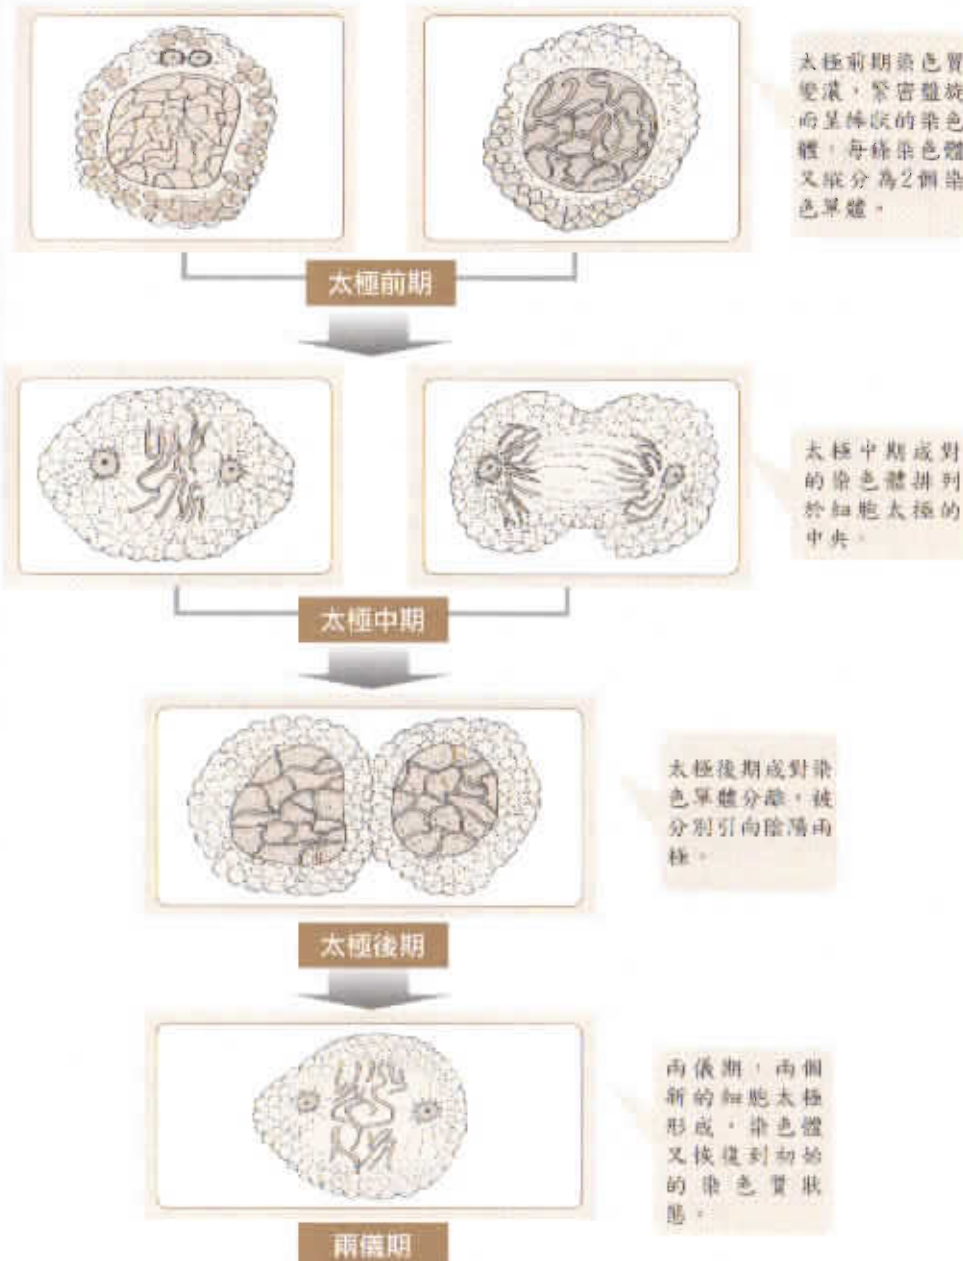 太極前期染色質
變濃，緊密盤旋
而呈棒狀的染色
體，每條染色體
又縱分為2個染
色單體。
太極前期
太極中期成對
的染色體排列
於細胞太極的
中央。
太極中期
太極後期成對染
色單體分離，被
分別引向陰陽兩
極。
太極後期
兩儀期，兩個
新的細胞太極
形成，染色體
又恢復到初始
的染色質狀
態。
兩儀期